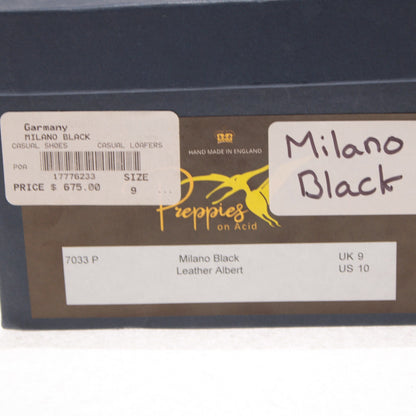 Garmany
MILANO BLACK
CASUAL SHOES CASUAL LOAFERS
POA
17776233 SIZE
PRICE $ 675.00 9 ...
HAND MADE IN ENGLAND
Preppies
on Acid
Milano
Black
7033 P Milano Black UK 9
Leather Albert US 10